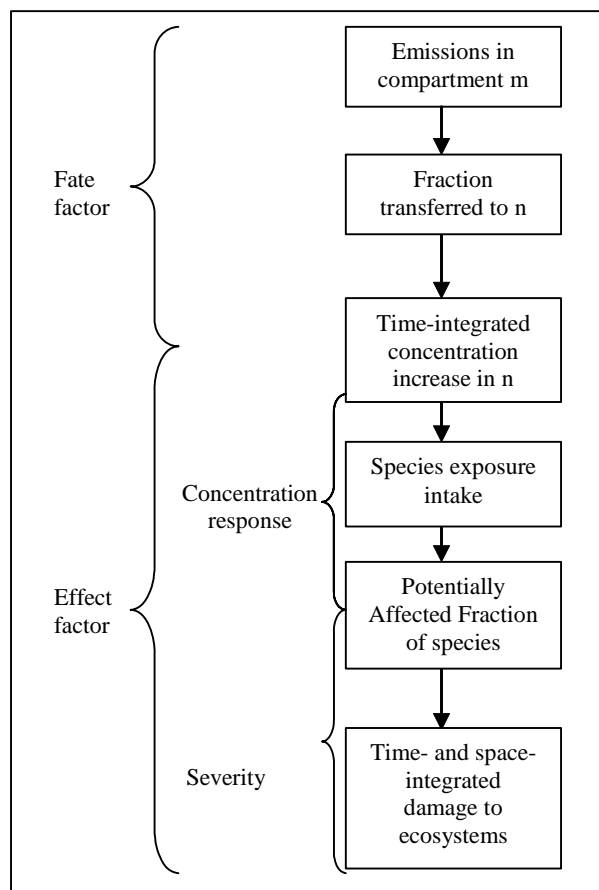 Emissions in
compartment m
Fate
factor
Fraction
transferred to n
Time-integrated
concentration
increase in n
Concentration
response
Species exposure
intake
Effect
factor
Potentially
Affected Fraction
of species
Severity
Time- and space-
integrated
damage to
ecosystems